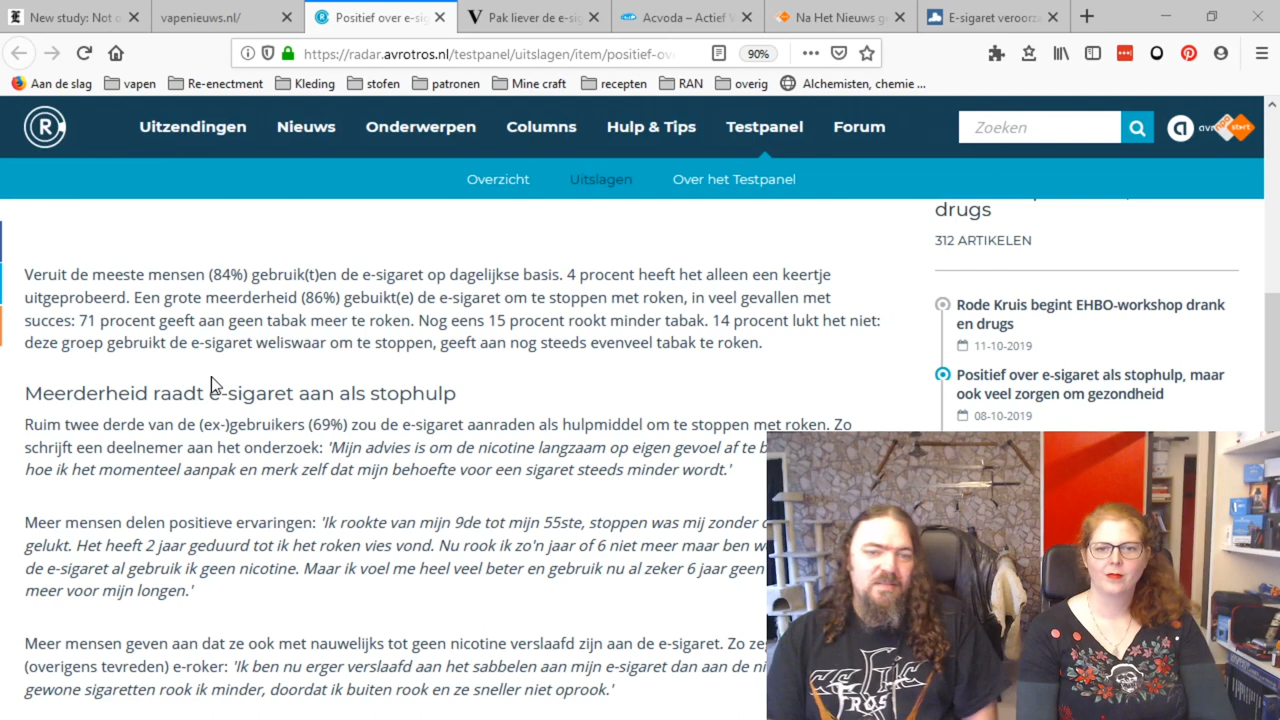 New study: Not o
vapenieuws.nl/
Positief over e-sig
Pak liever de e-sig
Acvoda – Actief V
Na Het Nieuws g
E-sigaret veroorza
https://radar.avrotros.nl/testpanel/uitslagen/item/positief-ov
90%
Aan de slag
vapen
Re-enectment
Kleding
stofen
patronen
Mine craft
recepten
RAN
overig
Alchemisten, chemie ...
R
Uitzendingen
Nieuws
Onderwerpen
Columns
Hulp & Tips
Testpanel
Forum
Zoeken
a
avr
start
Overzicht
Uitslagen
Over het Testpanel
Veruit de meeste mensen (84%) gebruik(t)en de e-sigaret op dagelijkse basis. 4 procent heeft het alleen een keertje
uitgeprobeerd. Een grote meerderheid (86%) gebuikt(e) de e-sigaret om te stoppen met roken, in veel gevallen met
succes: 71 procent geeft aan geen tabak meer te roken. Nog eens 15 procent rookt minder tabak. 14 procent lukt het niet:
deze groep gebruikt de e-sigaret weliswaar om te stoppen, geeft aan nog steeds evenveel tabak te roken.
Meerderheid raadt e-sigaret aan als stophulp
Ruim twee derde van de (ex-)gebruikers (69%) zou de e-sigaret aanraden als hulpmiddel om te stoppen met roken. Zo
schrijft een deelnemer aan het onderzoek: 'Mijn advies is om de nicotine langzaam op eigen gevoel af te b
hoe ik het momenteel aanpak en merk zelf dat mijn behoefte voor een sigaret steeds minder wordt.'
Meer mensen delen positieve ervaringen: 'Ik rookte van mijn 9de tot mijn 55ste, stoppen was mij zonder
gelukt. Het heeft 2 jaar geduurd tot ik het roken vies vond. Nu rook ik zo'n jaar of 6 niet meer maar ben w
de e-sigaret al gebruik ik geen nicotine. Maar ik voel me heel veel beter en gebruik nu al zeker 6 jaar geen
meer voor mijn longen.'
Meer mensen geven aan dat ze ook met nauwelijks tot geen nicotine verslaafd zijn aan de e-sigaret. Zo ze
(overigens tevreden) e-roker: 'Ik ben nu erger verslaafd aan het sabbelen aan mijn e-sigaret dan aan de ni
gewone sigaretten rook ik minder, doordat ik buiten rook en ze sneller niet oprook.'
drugs
312 ARTIKELEN
Rode Kruis begint EHBO-workshop drank
en drugs
11-10-2019
Positief over e-sigaret als stophulp, maar
ook veel zorgen om gezondheid
08-10-2019